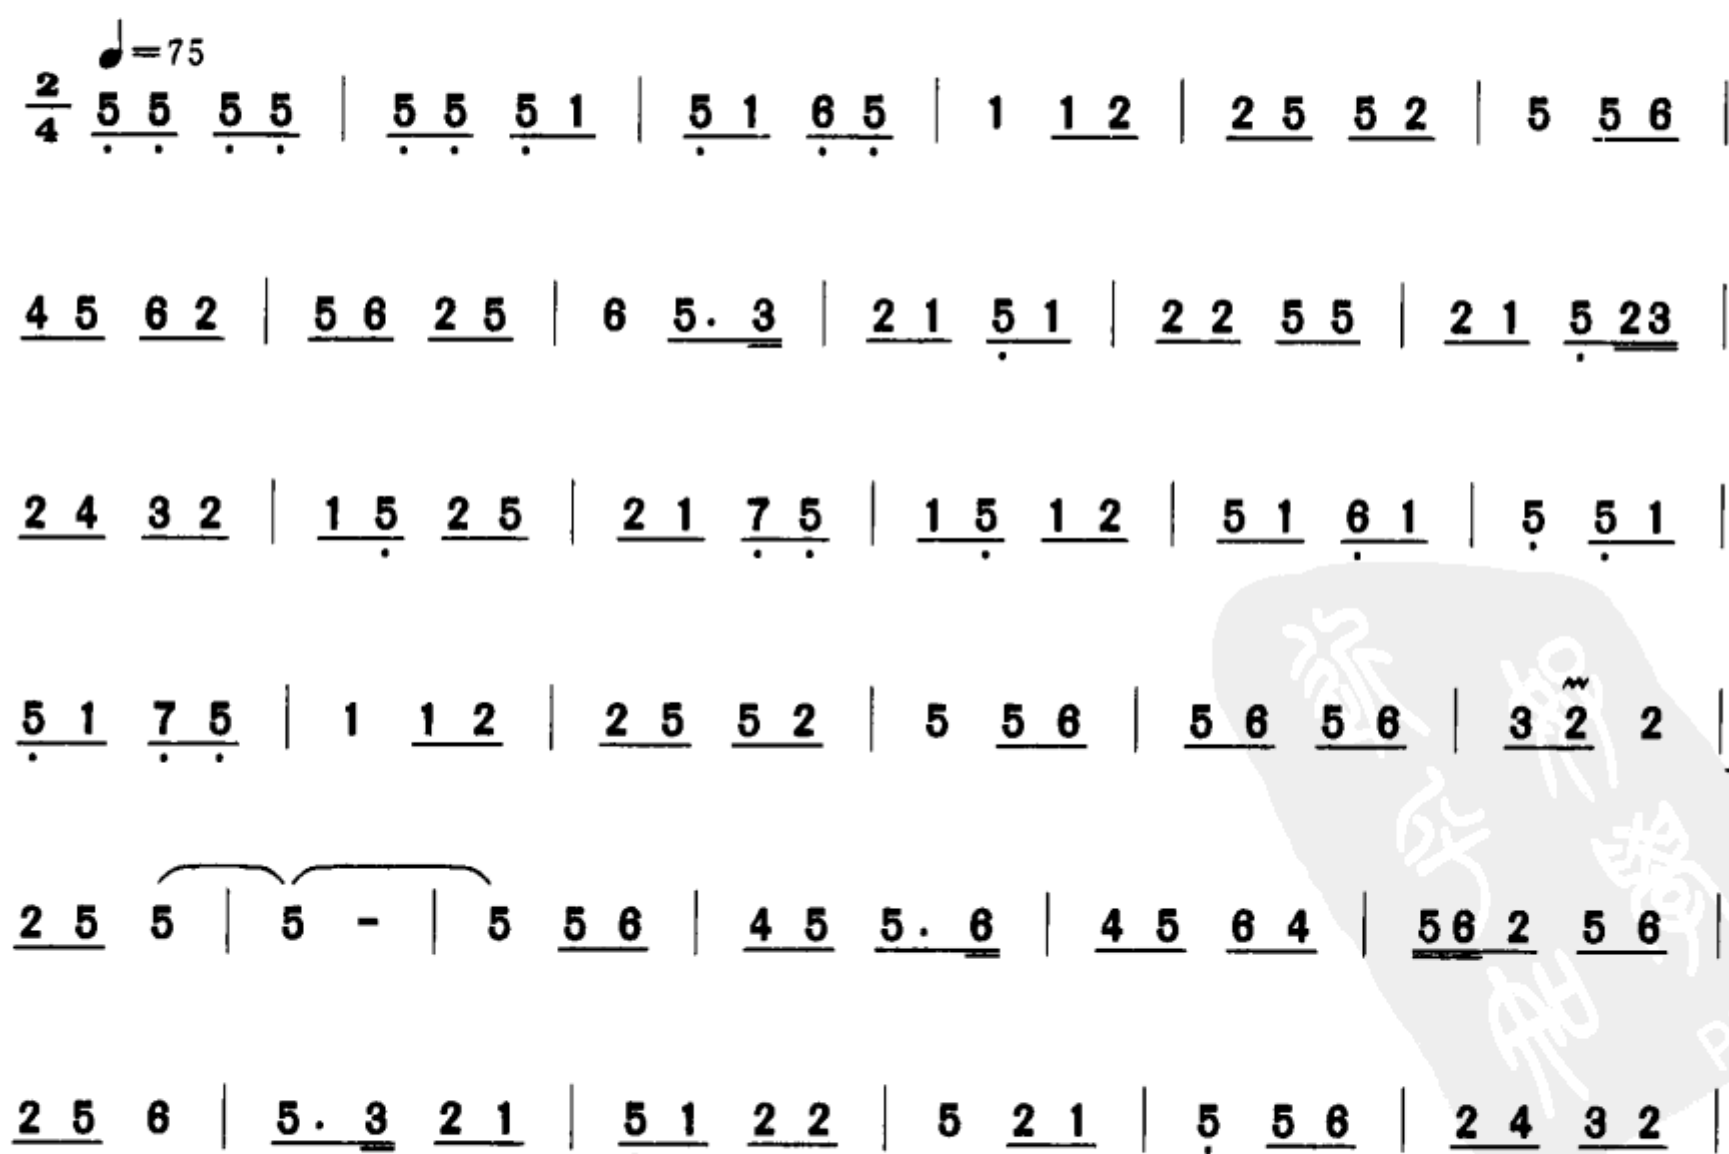 ♩=75
2/4 5̣ 5̣ 5̣ 5̣ | 5̣ 5̣ 5̣ 1 | 5̣ 1 6̣ 5̣ | 1 1 2 | 2 5 5 2 | 5 5 6 |
4 5 6 2 | 5 6 2 5 | 6 5. 3 | 2 1 5̣ 1 | 2 2 5 5 | 2 1 5̣ 23 |
2 4 3 2 | 1 5̣ 2 5 | 2 1 7̣ 5̣ | 1 5̣ 1 2 | 5 1 6̣ 1 | 5̣ 5̣ 1 |
5̣ 1 7̣ 5̣ | 1 1 2 | 2 5 5 2 | 5 5 6 | 5 6 5 6 | 3 2 2 |
2 5 5 | 5 - | 5 5 6 | 4 5 5. 6 | 4 5 6 4 | 56 2 5 6 |
2 5 6 | 5. 3 2 1 | 5 1 2 2 | 5 2 1 | 5̣ 5 6 | 2 4 3 2 |